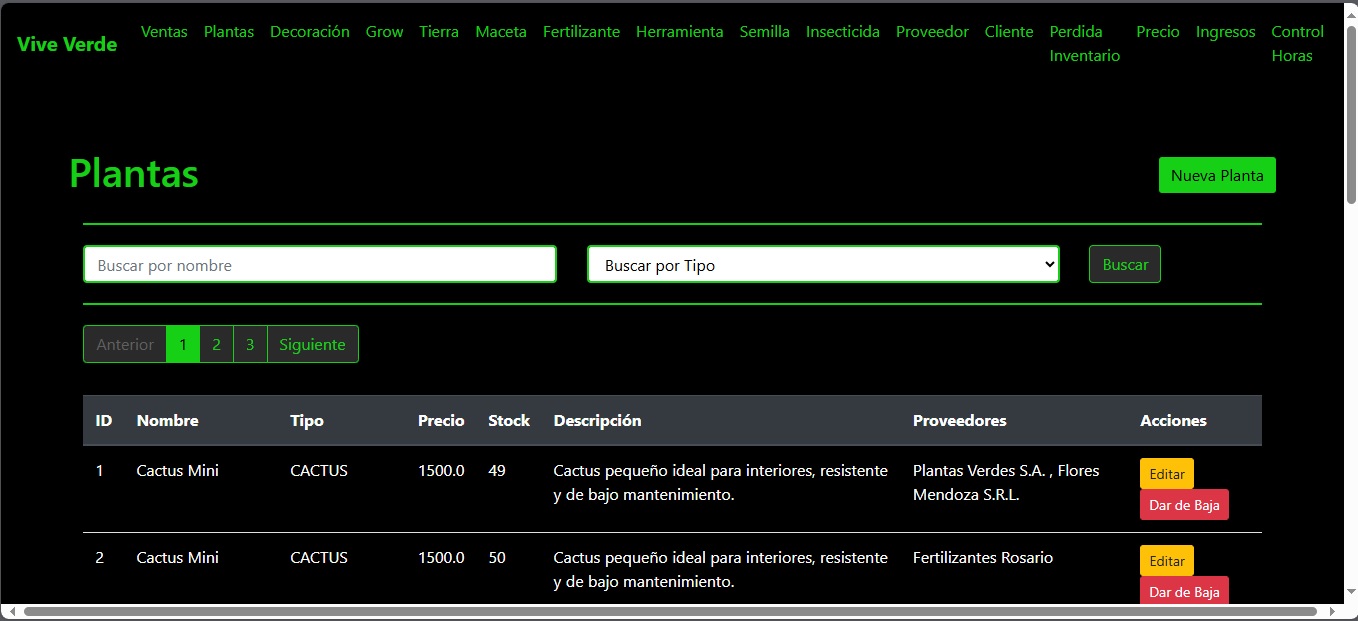 Vive Verde Ventas Plantas Decoración Grow Tierra Maceta Fertilizante Herramienta Semilla Insecticida Proveedor Cliente Perdida Inventario Precio Ingresos Control Horas
Plantas
Nueva Planta
Buscar por nombre Buscar por Tipo Buscar
Anterior 1 2 3 Siguiente
ID Nombre Tipo Precio Stock Descripción Proveedores Acciones
1 Cactus Mini CACTUS 1500.0 49 Cactus pequeño ideal para interiores, resistente Plantas Verdes S.A. , Flores Editar
y de bajo mantenimiento. Mendoza S.R.L. Dar de Baja
2 Cactus Mini CACTUS 1500.0 50 Cactus pequeño ideal para interiores, resistente Fertilizantes Rosario Editar
y de bajo mantenimiento. Dar de Baja